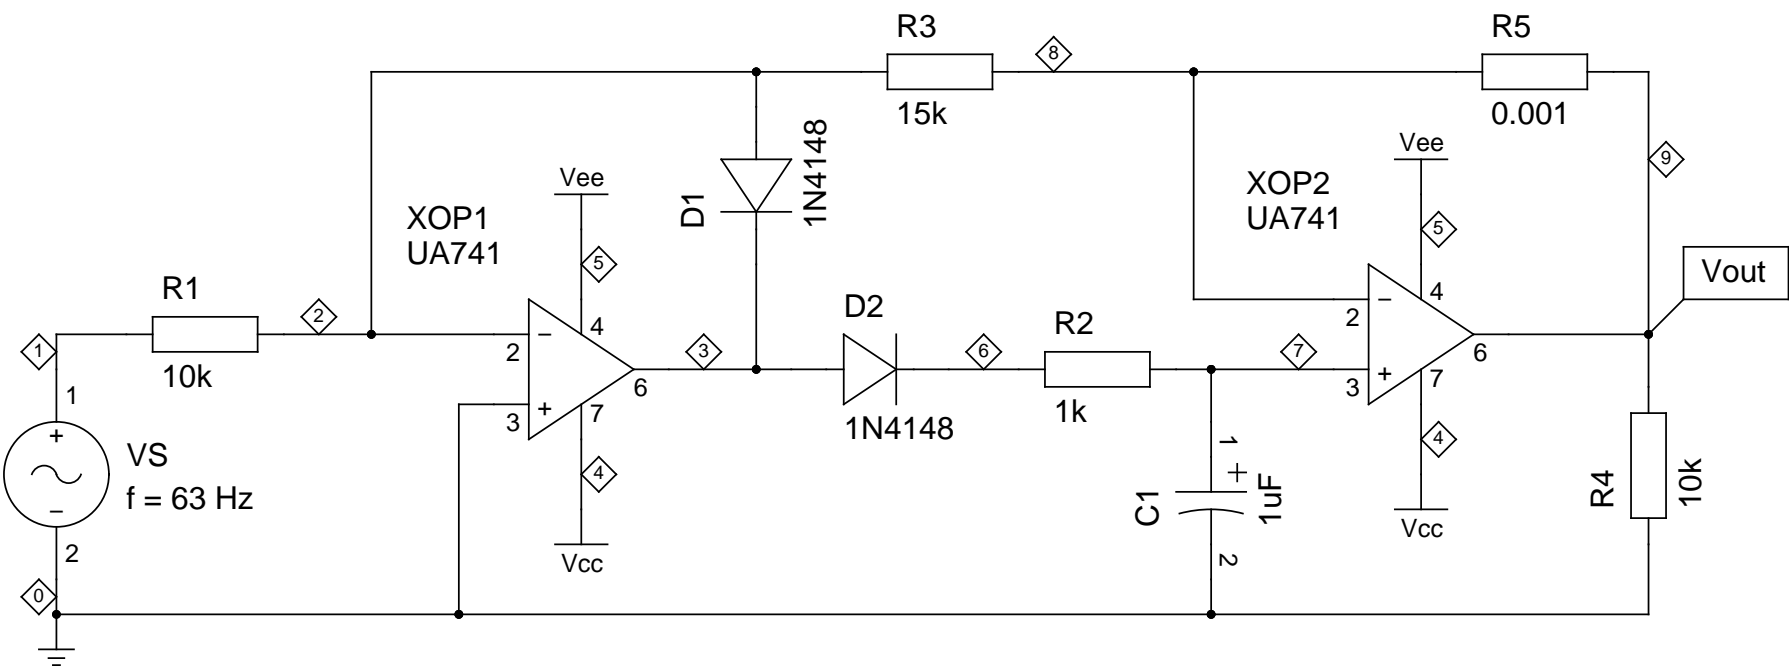 R3
8
R5
15k
0.001
1N4148
D1
Vee
9
XOP1
UA741
5
Vee
XOP2
UA741
5
Vout
R1
2
10k
−
2
4
3
6
+
3
7
D2
6
R2
7
1N4148
1k
−
2
4
6
+
3
7
1
1
+
−
2
VS
f = 63 Hz
4
Vcc
C1
1
+
1uF
2
4
Vcc
R4
10k
0